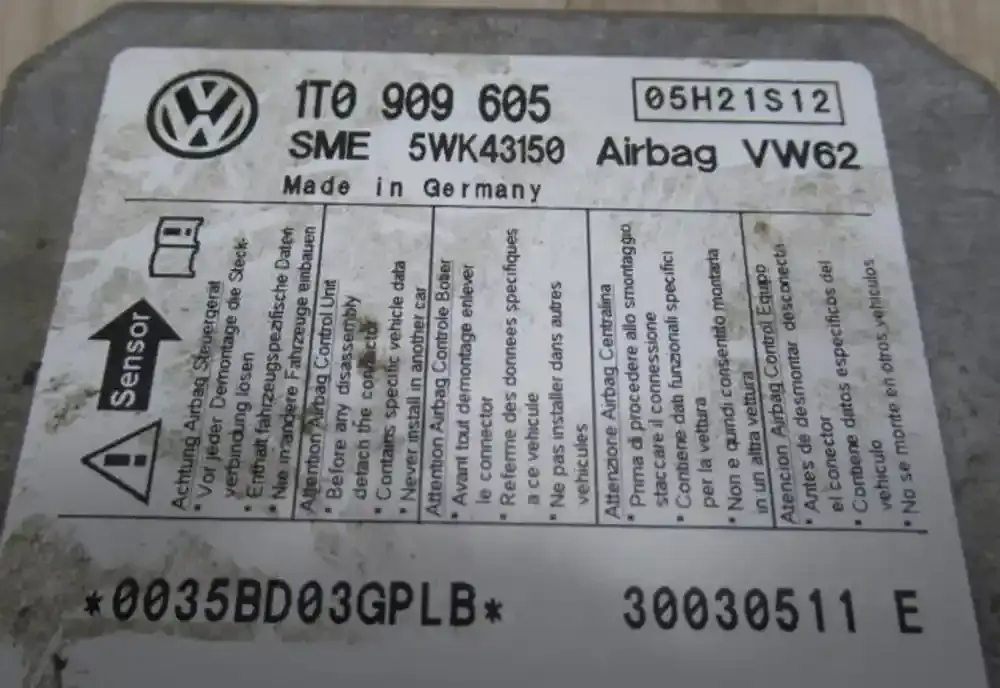 1T0 909 605
05H21S12
SME 5WK43150 Airbag VW62
Made in Germany
Sensor
Achtung Airbag Steuergerät
• Vor jeder Demontage die Steck-
verbindung lösen
• Enthält fahrzeugspezifische Daten
• Nie in andere Fahrzeuge einbauen
Attention Airbag Control Unit
• Before any disassembly
detach the conductor
• Contains specific vehicle data
• Never install in another car
Attention Airbag Controle Boitier
• Avant tout demontage enlever
le connector
• Referme des donnees specifiques
a ce vehicule
• Ne pas installer dans autres
vehicules
Attenzione Airbag Centralina
• Prima di procedere allo smontaggio,
staccare il connessione
• Contiene dab funzionali specifici
per la vettura
• Non e quindi consentido montarla
in un altra vettura
Atencion Airbag Control Equipo
• Antes de desmontar desconecta
el conector
• Contiene datos especificos del
vehiculo
• No se monte en otros vehiculos
*0035BD03GPLB*
30030511 E